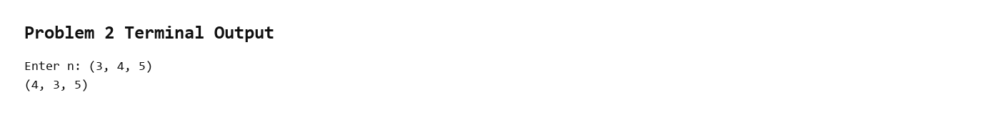 Problem 2 Terminal Output
Enter n: (3, 4, 5)
(4, 3, 5)